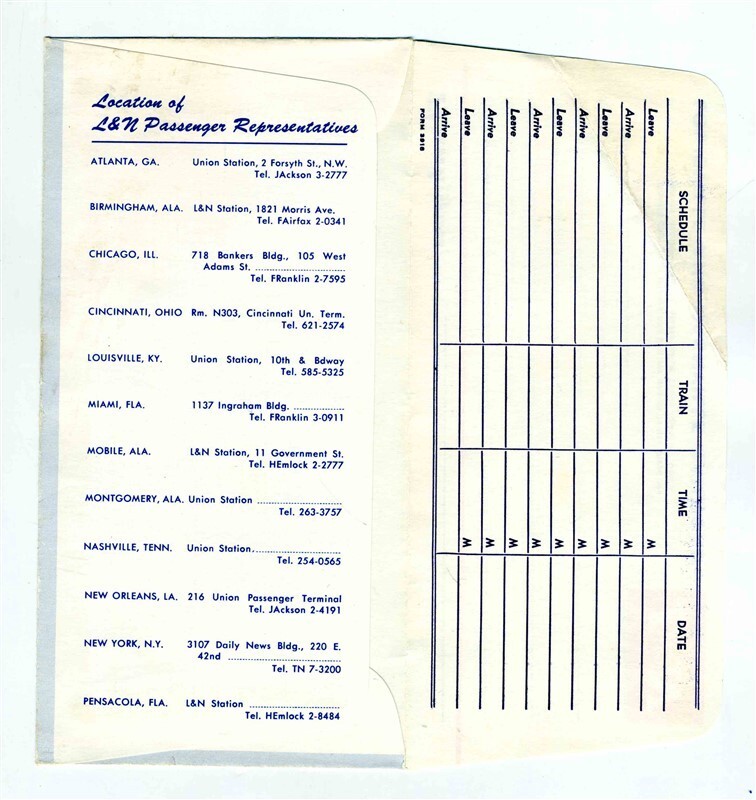 Location of
L&N Passenger Representatives
ATLANTA, GA. Union Station, 2 Forsyth St., N.W.
Tel. JAckson 3-2777
BIRMINGHAM, ALA. L&N Station, 1821 Morris Ave.
Tel. FAirfax 2-0341
CHICAGO, ILL. 718 Bankers Bldg., 105 West
Adams St. ..............................
Tel. FRanklin 2-7595
CINCINNATI, OHIO Rm. N303, Cincinnati Un. Term.
Tel. 621-2574
LOUISVILLE, KY. Union Station, 10th & Bdway
Tel. 585-5325
MIAMI, FLA. 1137 Ingraham Bldg. .................
Tel. FRanklin 3-0911
MOBILE, ALA. L&N Station, 11 Government St.
Tel. HEmlock 2-2777
MONTGOMERY, ALA. Union Station ............................
Tel. 263-3757
NASHVILLE, TENN. Union Station..............................
Tel. 254-0565
NEW ORLEANS, LA. 216 Union Passenger Terminal
Tel. JAckson 2-4191
NEW YORK, N.Y. 3107 Daily News Bldg., 220 E.
42nd ......................................
Tel. TN 7-3200
PENSACOLA, FLA. L&N Station ..............................
Tel. HEmlock 2-8484
SCHEDULE TRAIN TIME DATE
Leave M
Arrive M
Leave M
Arrive M
Leave M
Arrive M
Leave M
Arrive M
Leave M
Arrive
FORM